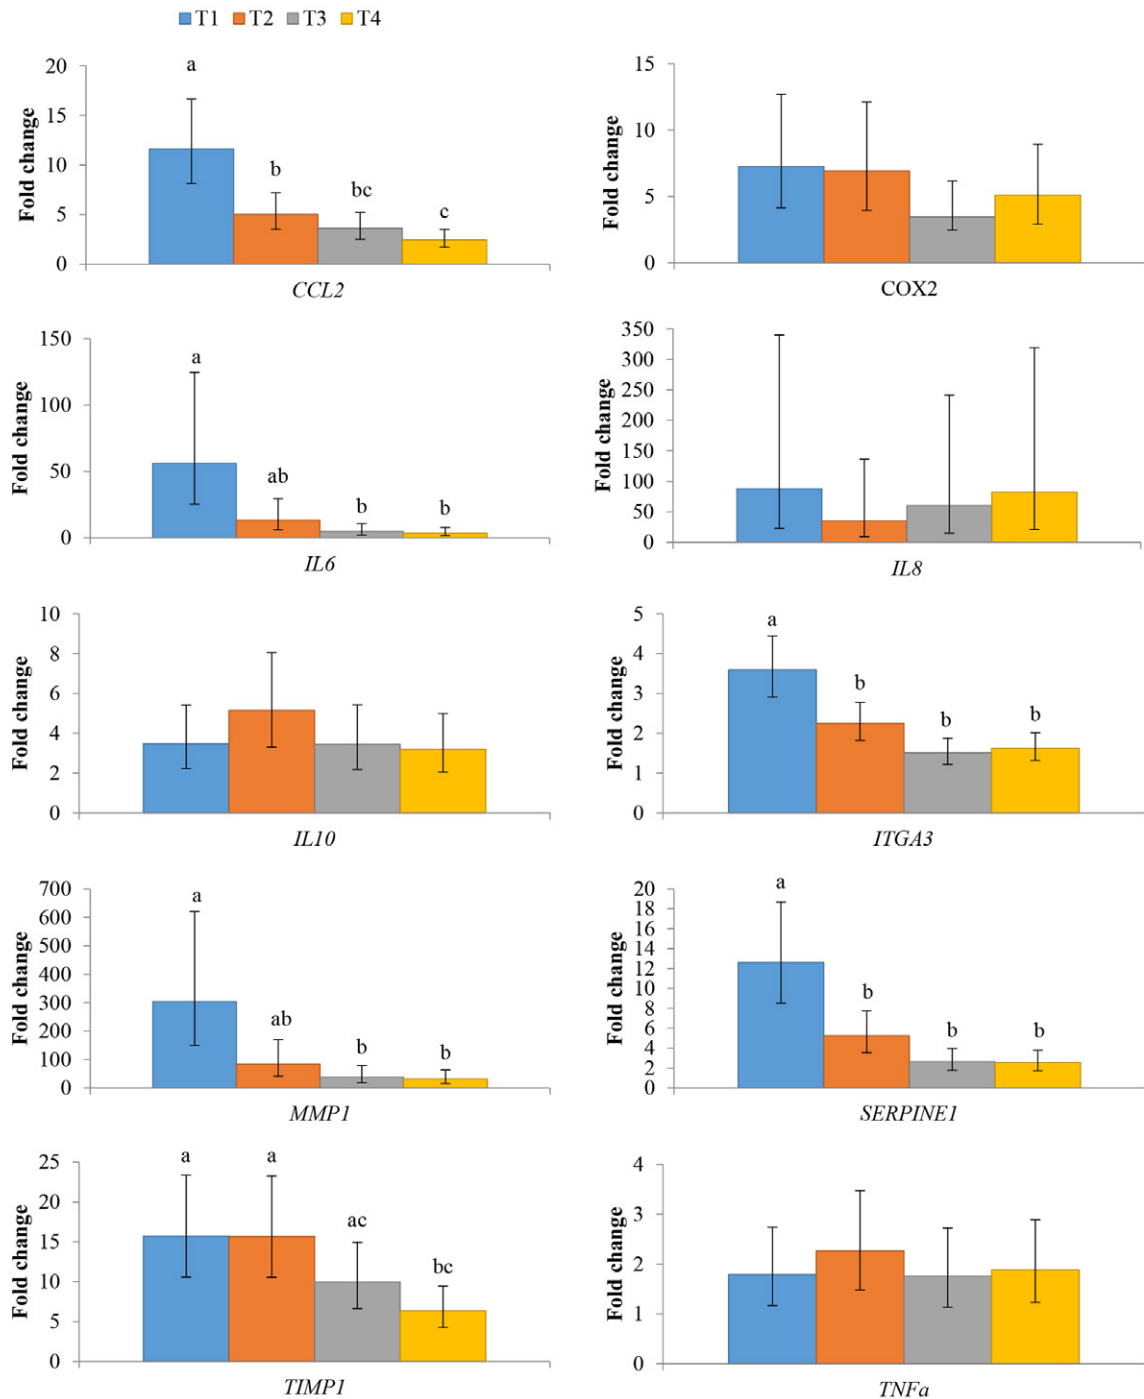 T1 T2 T3 T4
Fold change
20
15
10
5
0
a
b
bc
c
CCL2
Fold change
15
10
5
0
COX2
Fold change
150
100
50
0
a
ab
b
b
IL6
Fold change
350
300
250
200
150
100
50
0
IL8
Fold change
10
8
6
4
2
0
IL10
Fold change
5
4
3
2
1
0
a
b
b
b
ITGA3
Fold change
700
600
500
400
300
200
100
0
a
ab
b
b
MMP1
Fold change
20
18
16
14
12
10
8
6
4
2
0
a
b
b
b
SERPINE1
Fold change
25
20
15
10
5
0
a
a
ac
bc
TIMP1
Fold change
4
3
2
1
0
TNFa